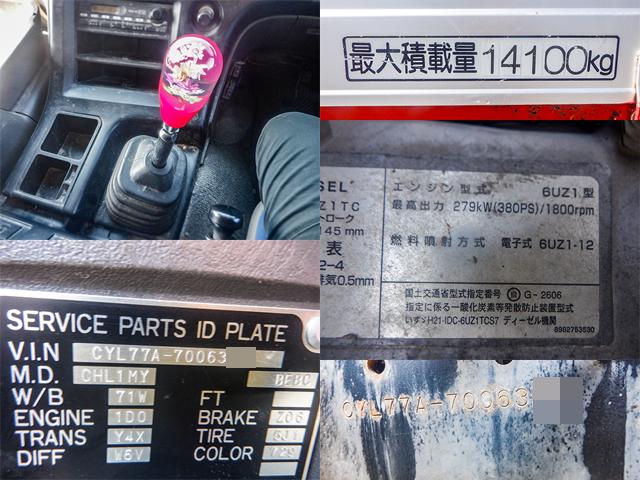 最大積載量14100kg
SEL®
Z1TC
トローク
145 mm
表
2-4
排気0.5mm
エンジン型式 6UZ1型
最高出力 279kW(380PS)/1800rpm
燃料噴射方式 電子式 6UZ1-12
国土交通省型式指定番号 G-2606
指定に係る一酸化炭素等発散防止装置型式
いすゞH21-IDC-6UZ1TCS7 ディーゼル機関
8982753530
SERVICE PARTS ID PLATE
V.I.N CYL77A-70063
M.D. CHL1MY
W/B 71W FT
ENGINE 1D0 BRAKE Z06
TRANS Y4X TIRE
DIFF W6V COLOR 729
CYL77A-70063